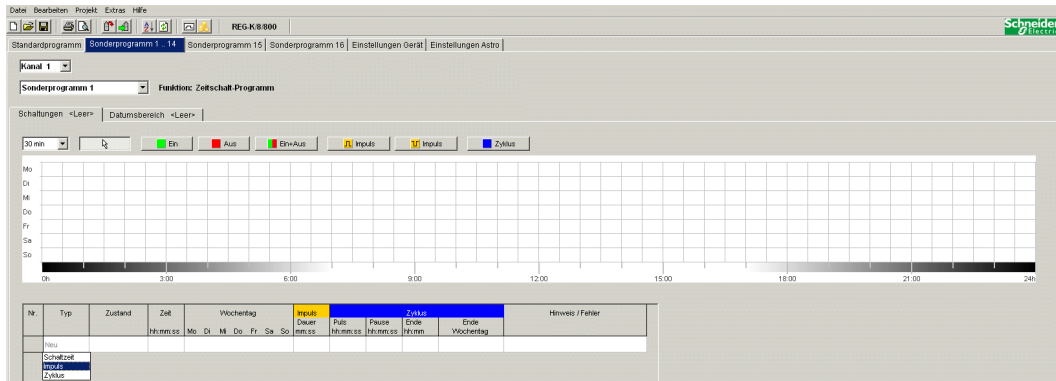 Datei Bearbeiten Projekt Extras Hilfe
REG-K/8/800
Schneider
Electric
Standardprogramm Sonderprogramm 1 .. 14 Sonderprogramm 15 Sonderprogramm 16 Einstellungen Gerät Einstellungen Astro
Kanal 1
Sonderprogramm 1 Funktion: Zeitschalt-Programm
Schaltungen <Leer> Datumsbereich <Leer>
30 min Ein Aus Ein+Aus Impuls Impuls Zyklus
Mo
Di
Mi
Do
Fr
Sa
So
0h 3:00 6:00 9:00 12:00 15:00 18:00 21:00 24h
Nr. Typ Zustand Zeit Wochentag Impuls Zyklus Hinweis / Fehler
Dauer Puls Pause Ende Ende
hh:mm:ss Mo Di Mi Do Fr Sa So mm:ss hh:mm:ss hh:mm:ss hh:mm Wochentag
Neu
Schaltzeit
Impuls
Zyklus